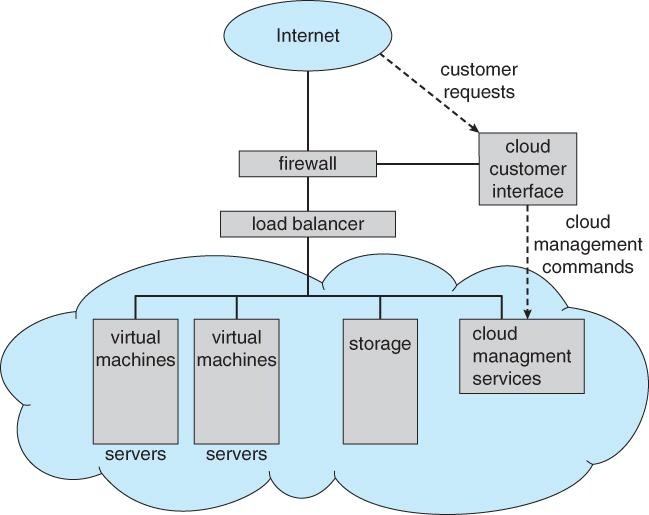 Internet
customer
requests
firewall
cloud
customer
interface
load balancer
cloud
management
commands
virtual
machines
virtual
machines
storage
cloud
managment
services
servers
servers